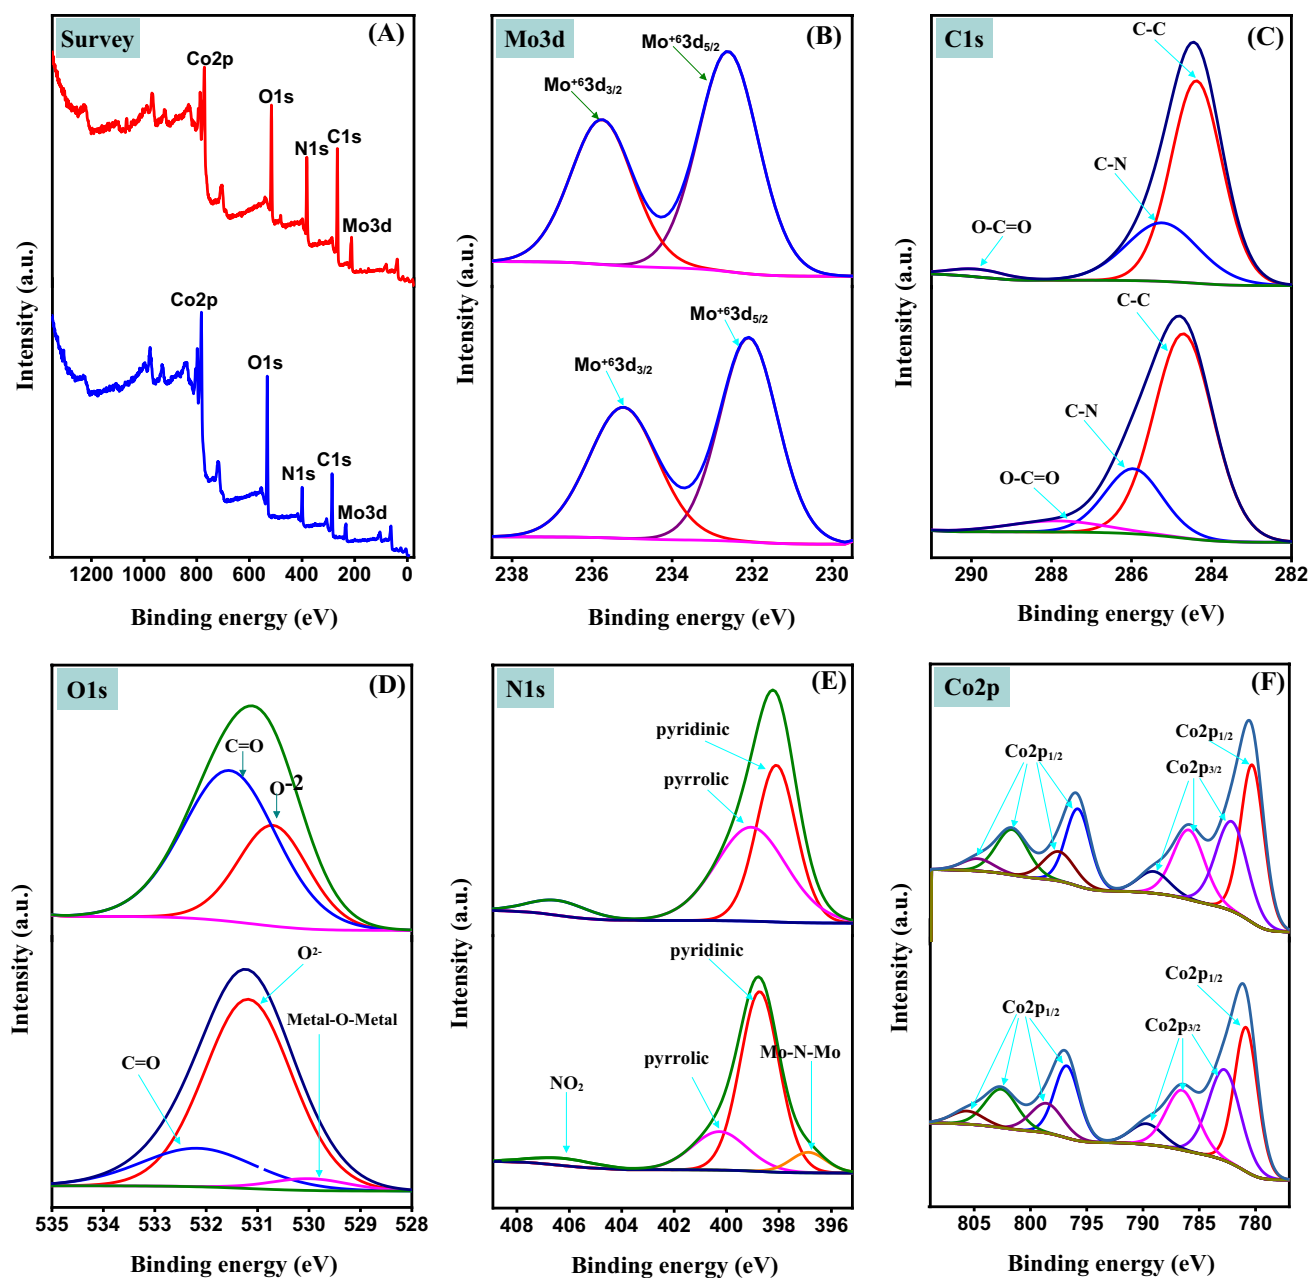 Survey
(A)
Co2p
O1s
C1s
N1s
Mo3d
Co2p
O1s
C1s
N1s
Mo3d
Intensity (a.u.)
1200 1000 800 600 400 200 0
Binding energy (eV)
Mo3d
(B)
Mo⁺⁶3d₅/₂
Mo⁺⁶3d₃/₂
Mo⁺⁶3d₅/₂
Mo⁺⁶3d₃/₂
Intensity (a.u.)
238 236 234 232 230
Binding energy (eV)
C1s
(C)
C-C
C-N
O-C=O
C-C
C-N
O-C=O
Intensity (a.u.)
290 288 286 284 282
Binding energy (eV)
O1s
(D)
C=O
O⁻²
O²⁻
Metal-O-Metal
C=O
Intensity (a.u.)
535 534 533 532 531 530 529 528
Binding energy (eV)
N1s
(E)
pyridinic
pyrrolic
pyridinic
Mo-N-Mo
pyrrolic
NO₂
Intensity (a.u.)
408 406 404 402 400 398 396
Binding energy (eV)
Co2p
(F)
Co2p₁/₂
Co2p₁/₂
Co2p₃/₂
Co2p₁/₂
Co2p₁/₂
Co2p₃/₂
Intensity (a.u.)
805 800 795 790 785 780
Binding energy (eV)